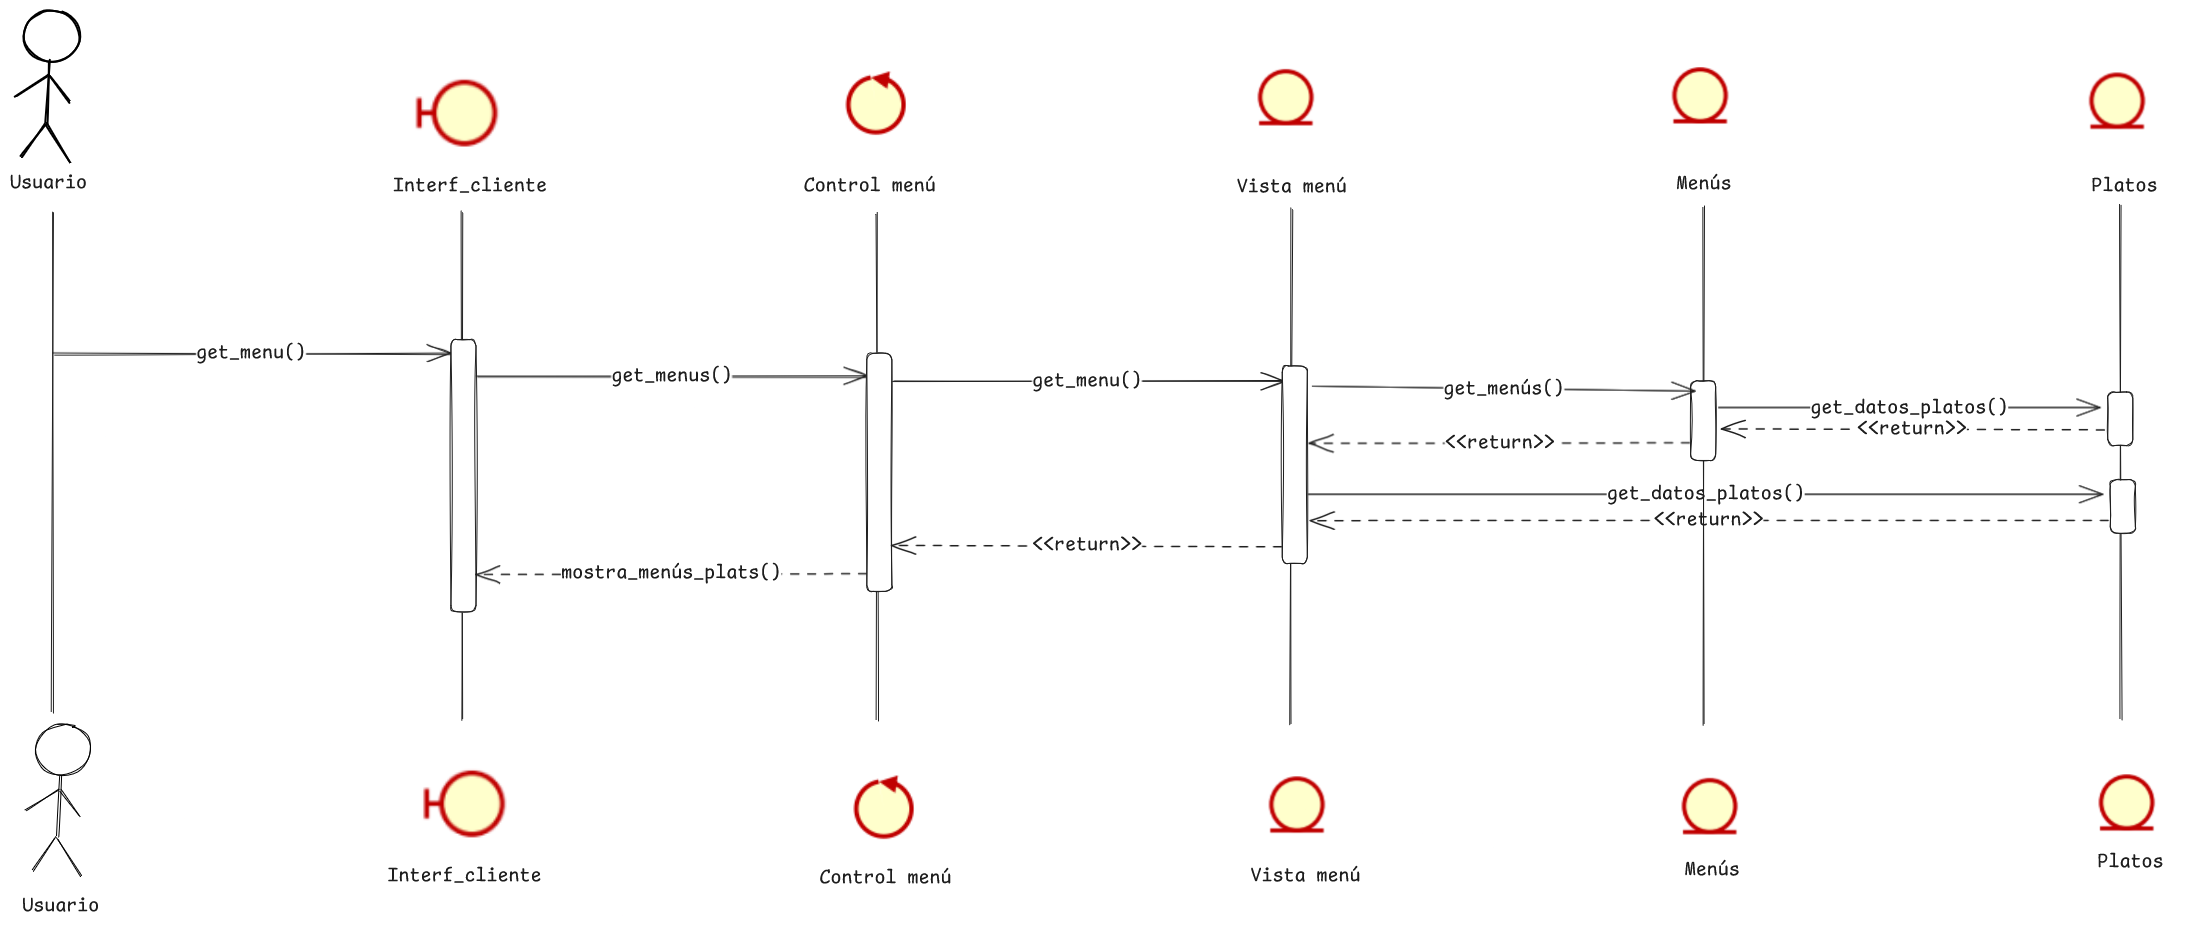 Usuario
Interf_cliente
Control menú
Vista menú
Menús
Platos
get_menu()
get_menus()
get_menu()
get_menús()
get_datos_platos()
<<return>>
<<return>>
get_datos_platos()
<<return>>
<<return>>
mostra_menús_plats()
Usuario
Interf_cliente
Control menú
Vista menú
Menús
Platos